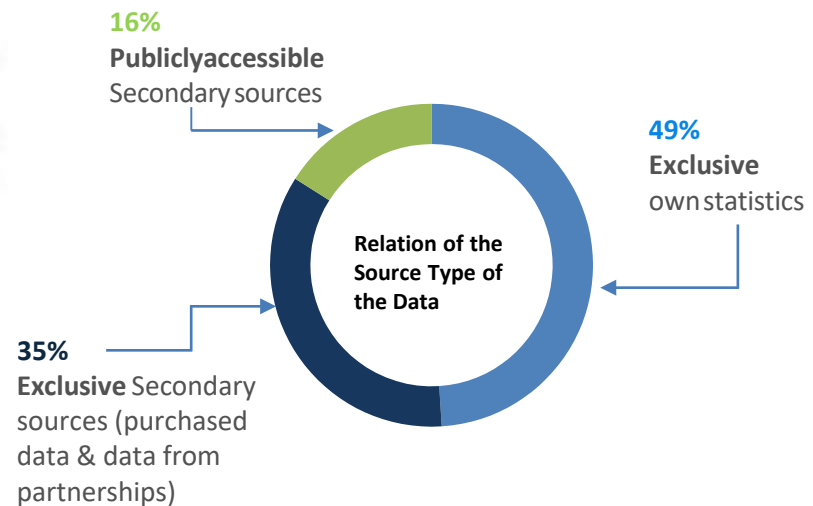 16%
Publiclyaccessible
Secondary sources
49%
Exclusive
own statistics
Relation of the
Source Type of
the Data
35%
Exclusive Secondary
sources (purchased
data & data from
partnerships)